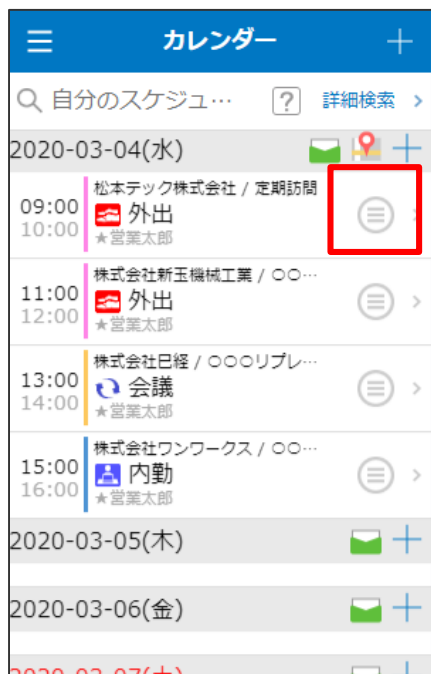 カレンダー
自分のスケジュ… ? 詳細検索
2020-03-04(水)
松本テック株式会社 / 定期訪問
09:00 外出
10:00 ★営業太郎
株式会社新玉機械工業 / 〇〇…
11:00 外出
12:00 ★営業太郎
株式会社巳経 / 〇〇〇リプレ…
13:00 会議
14:00 ★営業太郎
株式会社ワンワークス / 〇〇…
15:00 内勤
16:00 ★営業太郎
2020-03-05(木)
2020-03-06(金)
2020-03-07(土)